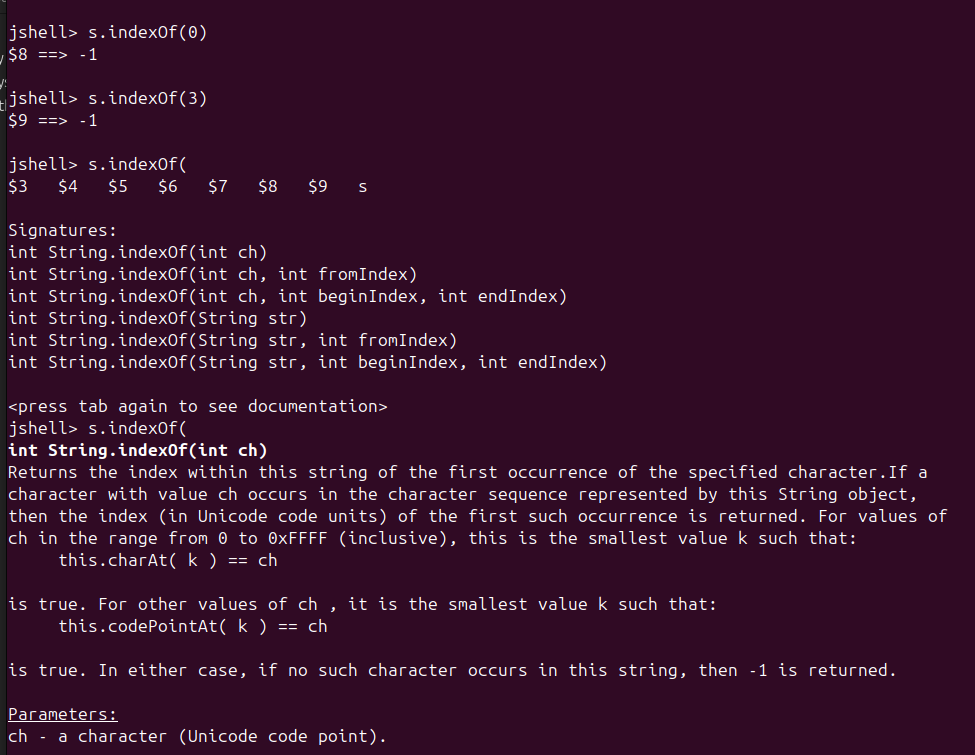 jshell> s.indexOf(0)
$8 ==> -1
jshell> s.indexOf(3)
$9 ==> -1
jshell> s.indexOf(
$3   $4   $5   $6   $7   $8   $9   s
Signatures:
int String.indexOf(int ch)
int String.indexOf(int ch, int fromIndex)
int String.indexOf(int ch, int beginIndex, int endIndex)
int String.indexOf(String str)
int String.indexOf(String str, int fromIndex)
int String.indexOf(String str, int beginIndex, int endIndex)
<press tab again to see documentation>
jshell> s.indexOf(
int String.indexOf(int ch)
Returns the index within this string of the first occurrence of the specified character.If a
character with value ch occurs in the character sequence represented by this String object,
then the index (in Unicode code units) of the first such occurrence is returned. For values of
ch in the range from 0 to 0xFFFF (inclusive), this is the smallest value k such that:
     this.charAt( k ) == ch
is true. For other values of ch , it is the smallest value k such that:
     this.codePointAt( k ) == ch
is true. In either case, if no such character occurs in this string, then -1 is returned.
Parameters:
ch - a character (Unicode code point).